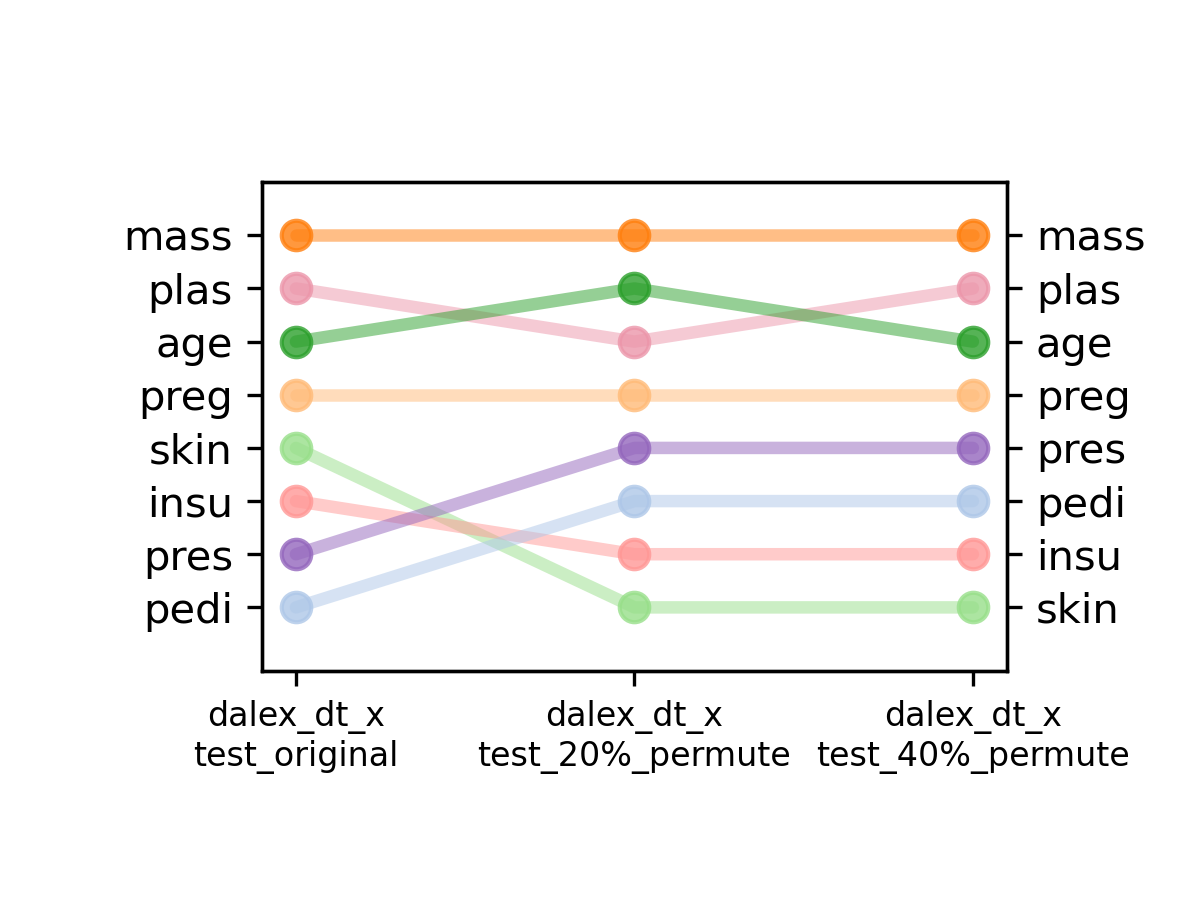 mass
plas
age
preg
skin
insu
pres
pedi
mass
plas
age
preg
pres
pedi
insu
skin
dalex_dt_x
test_original
dalex_dt_x
test_20%_permute
dalex_dt_x
test_40%_permute